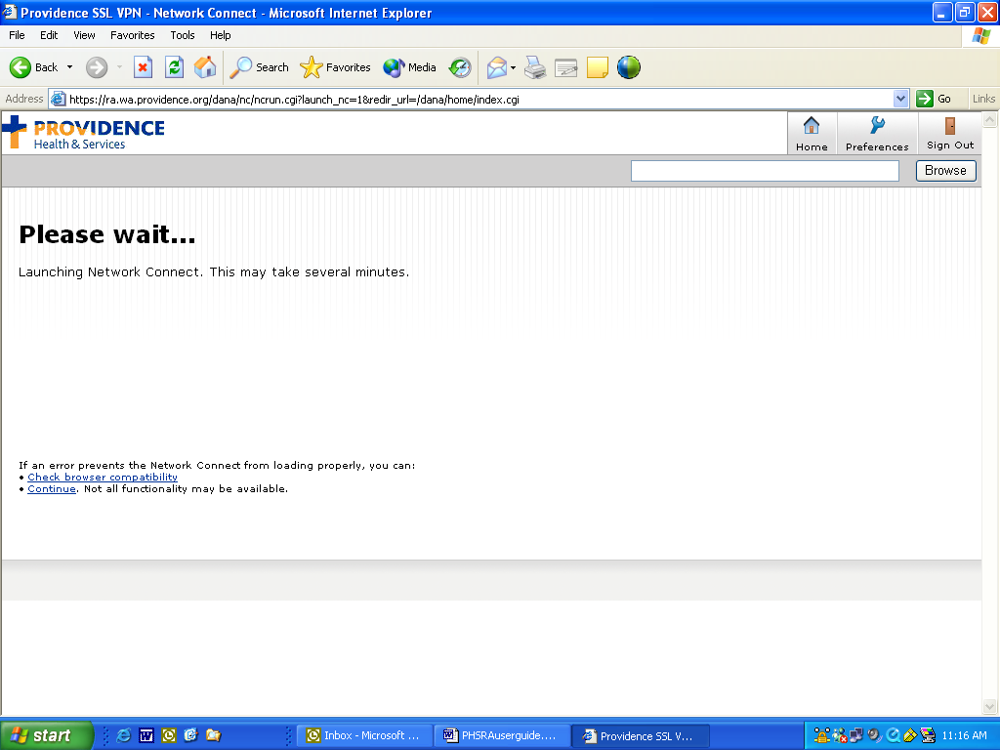 Providence SSL VPN - Network Connect - Microsoft Internet Explorer
File Edit View Favorites Tools Help
Back Search Favorites Media
Address https://ra.wa.providence.org/dana/nc/ncrun.cgi?launch_nc=1&redir_url=/dana/home/index.cgi Go Links
PROVIDENCE
Health & Services
Home Preferences Sign Out
Browse
Please wait...
Launching Network Connect. This may take several minutes.
If an error prevents the Network Connect from loading properly, you can:
• Check browser compatibility
• Continue. Not all functionality may be available.
start Inbox - Microsoft ... PHSRAuserguide.... Providence SSL V... 11:16 AM